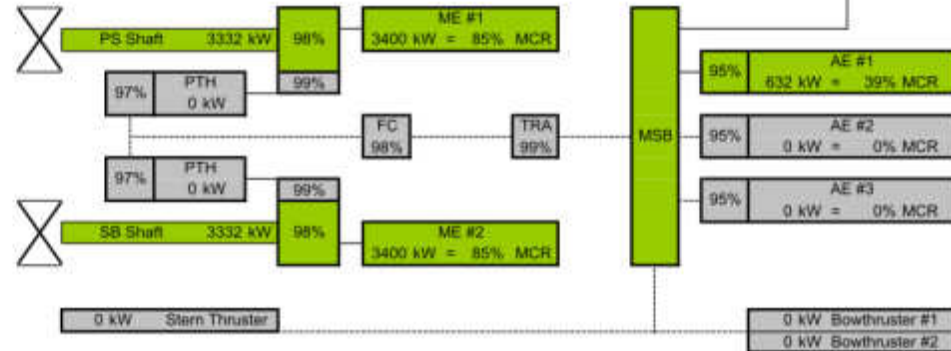 ME #1
PS Shaft 3332 kW 98% 3400 kW = 85% MCR
99%
97% PTH
0 kW
AE #1
95% 632 kW = 39% MCR
FC
98%
TRA
99%
MSB
AE #2
95% 0 kW = 0% MCR
97% PTH
0 kW
99%
AE #3
95% 0 kW = 0% MCR
SB Shaft 3332 kW 98%
ME #2
3400 kW = 85% MCR
0 kW Stern Thruster
0 kW Bowthruster #1
0 kW Bowthruster #2